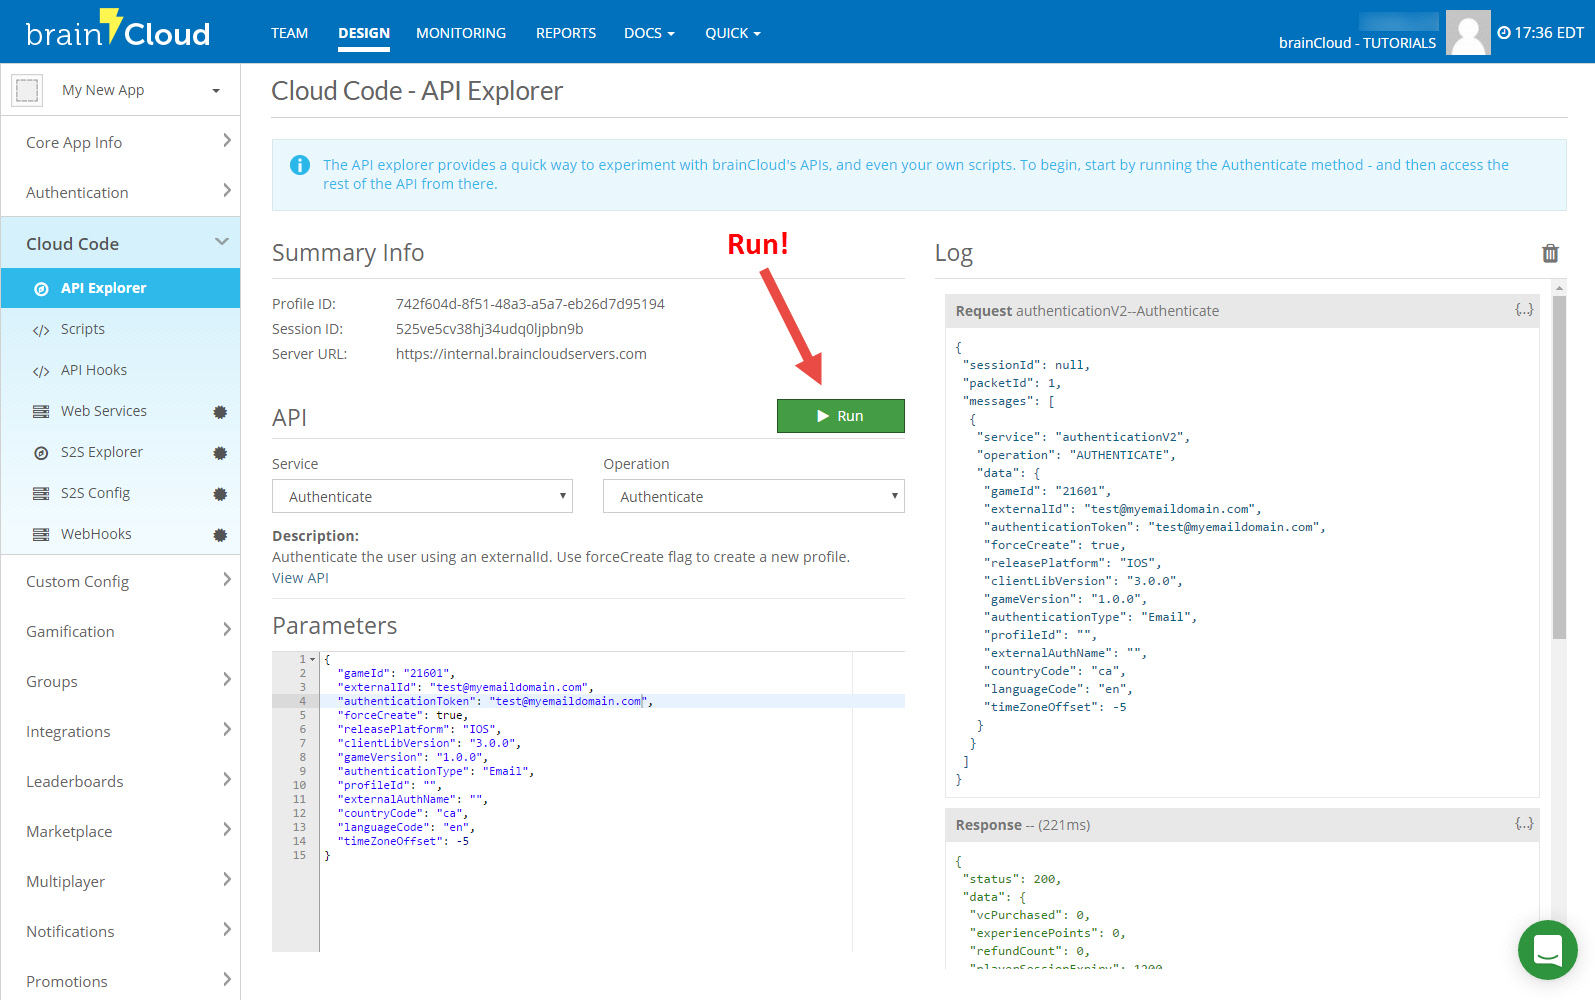 brainCloud
TEAM
DESIGN
MONITORING
REPORTS
DOCS
QUICK
brainCloud - TUTORIALS
17:36 EDT
My New App
Core App Info
Authentication
Cloud Code
API Explorer
Scripts
API Hooks
Web Services
S2S Explorer
S2S Config
WebHooks
Custom Config
Gamification
Groups
Integrations
Leaderboards
Marketplace
Multiplayer
Notifications
Promotions
Cloud Code - API Explorer
The API explorer provides a quick way to experiment with brainCloud's APIs, and even your own scripts. To begin, start by running the Authenticate method - and then access the
rest of the API from there.
Summary Info
Run!
Profile ID: 742f604d-8f51-48a3-a5a7-eb26d7d95194
Session ID: 525ve5cv38hj34udq0ljpbn9b
Server URL: https://internal.braincloudservers.com
API
Run
Service
Operation
Authenticate
Authenticate
Description:
Authenticate the user using an externalId. Use forceCreate flag to create a new profile.
View API
Parameters
1 {
2 "gameId": "21601",
3 "externalId": "test@myemaildomain.com",
4 "authenticationToken": "test@myemaildomain.com",
5 "forceCreate": true,
6 "releasePlatform": "IOS",
7 "clientLibVersion": "3.0.0",
8 "gameVersion": "1.0.0",
9 "authenticationType": "Email",
10 "profileId": "",
11 "externalAuthName": "",
12 "countryCode": "ca",
13 "languageCode": "en",
14 "timeZoneOffset": -5
15 }
Log
Request authenticationV2--Authenticate {..}
{
"sessionId": null,
"packetId": 1,
"messages": [
{
"service": "authenticationV2",
"operation": "AUTHENTICATE",
"data": {
"gameId": "21601",
"externalId": "test@myemaildomain.com",
"authenticationToken": "test@myemaildomain.com",
"forceCreate": true,
"releasePlatform": "IOS",
"clientLibVersion": "3.0.0",
"gameVersion": "1.0.0",
"authenticationType": "Email",
"profileId": "",
"externalAuthName": "",
"countryCode": "ca",
"languageCode": "en",
"timeZoneOffset": -5
}
}
]
}
Response -- (221ms) {..}
{
"status": 200,
"data": {
"vcPurchased": 0,
"experiencePoints": 0,
"refundCount": 0,
"playerSessionExpiry": 1200